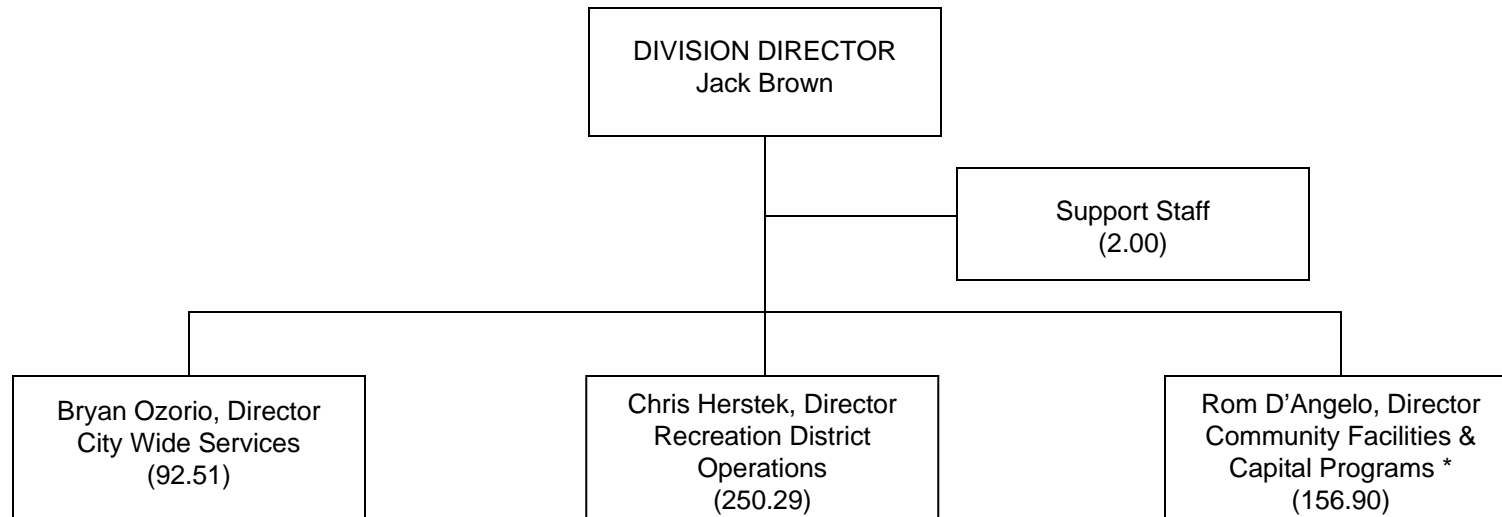 DIVISION DIRECTOR
Jack Brown
Support Staff
(2.00)
Bryan Ozorio, Director
City Wide Services
(92.51)
Chris Herstek, Director
Recreation District
Operations
(250.29)
Rom D’Angelo, Director
Community Facilities &
Capital Programs *
(156.90)